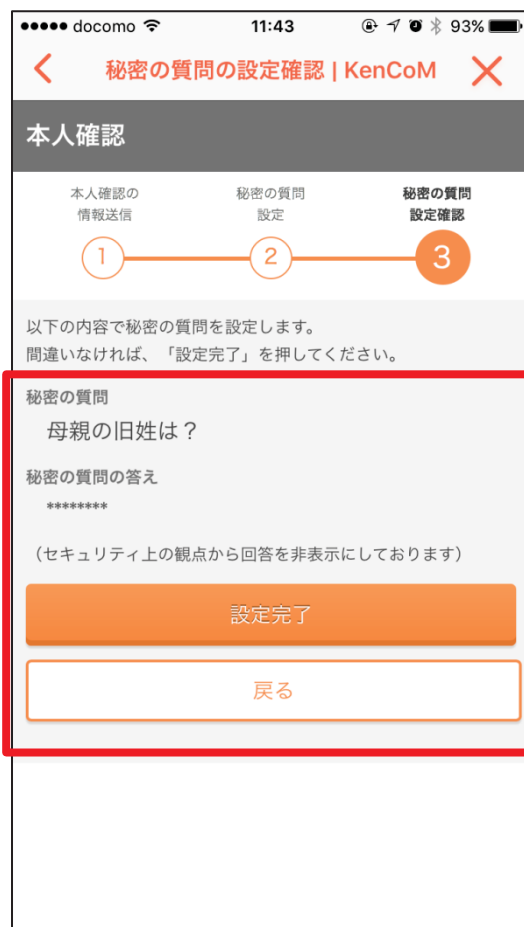 docomo 11:43 93%
秘密の質問の設定確認 | KenCoM
本人確認
本人確認の
情報送信
秘密の質問
設定
秘密の質問
設定確認
1
2
3
以下の内容で秘密の質問を設定します。
間違いなければ、「設定完了」を押してください。
秘密の質問
母親の旧姓は？
秘密の質問の答え
********
（セキュリティ上の観点から回答を非表示にしております）
設定完了
戻る